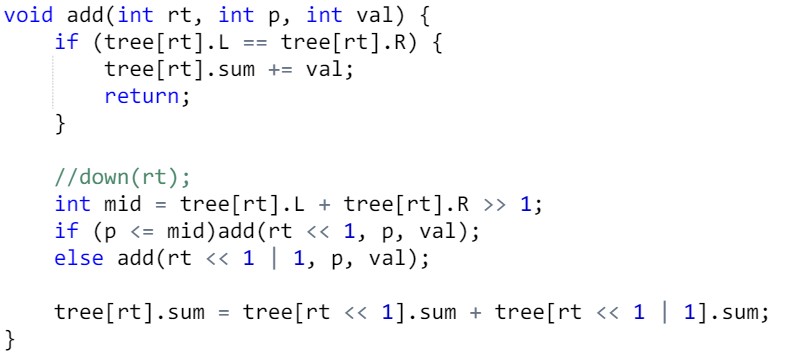 void add(int rt, int p, int val) {
    if (tree[rt].L == tree[rt].R) {
        tree[rt].sum += val;
        return;
    }

    //down(rt);
    int mid = tree[rt].L + tree[rt].R >> 1;
    if (p <= mid)add(rt << 1, p, val);
    else add(rt << 1 | 1, p, val);

    tree[rt].sum = tree[rt << 1].sum + tree[rt << 1 | 1].sum;
}